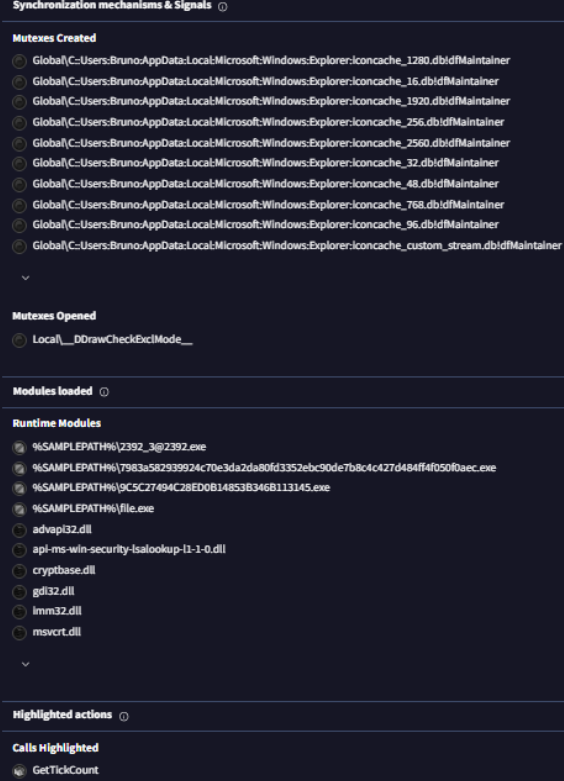 Synchronization mechanisms & Signals
Mutexes Created
Global\C::Users:Bruno:AppData:Local:Microsoft:Windows:Explorer:iconcache_1280.db!dfMaintainer
Global\C::Users:Bruno:AppData:Local:Microsoft:Windows:Explorer:iconcache_16.db!dfMaintainer
Global\C::Users:Bruno:AppData:Local:Microsoft:Windows:Explorer:iconcache_1920.db!dfMaintainer
Global\C::Users:Bruno:AppData:Local:Microsoft:Windows:Explorer:iconcache_256.db!dfMaintainer
Global\C::Users:Bruno:AppData:Local:Microsoft:Windows:Explorer:iconcache_2560.db!dfMaintainer
Global\C::Users:Bruno:AppData:Local:Microsoft:Windows:Explorer:iconcache_32.db!dfMaintainer
Global\C::Users:Bruno:AppData:Local:Microsoft:Windows:Explorer:iconcache_48.db!dfMaintainer
Global\C::Users:Bruno:AppData:Local:Microsoft:Windows:Explorer:iconcache_768.db!dfMaintainer
Global\C::Users:Bruno:AppData:Local:Microsoft:Windows:Explorer:iconcache_96.db!dfMaintainer
Global\C::Users:Bruno:AppData:Local:Microsoft:Windows:Explorer:iconcache_custom_stream.db!dfMaintainer
Mutexes Opened
Local\__DDrawCheckExclMode__
Modules loaded
Runtime Modules
%SAMPLEPATH%\2392_3@2392.exe
%SAMPLEPATH%\7983a582939924c70e3da2da80fd3352ebc90de7b8c4c427d484ff4f050f0aec.exe
%SAMPLEPATH%\9C5C27494C28ED0B14853B346B113145.exe
%SAMPLEPATH%\file.exe
advapi32.dll
api-ms-win-security-lsalookup-l1-1-0.dll
cryptbase.dll
gdi32.dll
imm32.dll
msvcrt.dll
Highlighted actions
Calls Highlighted
GetTickCount